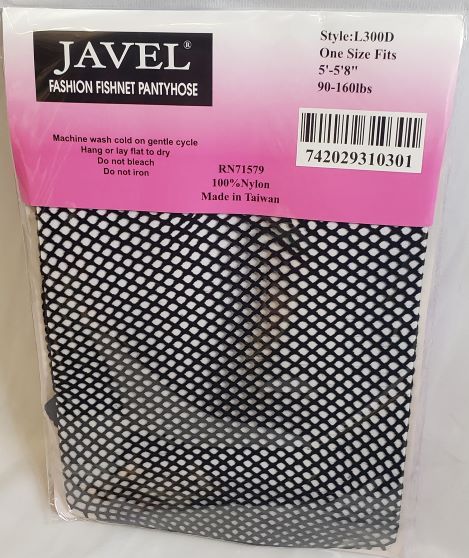 JAVEL®
FASHION FISHNET PANTYHOSE
Style:L300D
One Size Fits
5'-5'8"
90-160lbs
Machine wash cold on gentle cycle
Hang or lay flat to dry
Do not bleach
Do not iron
RN71579
100%Nylon
Made in Taiwan
742029310301